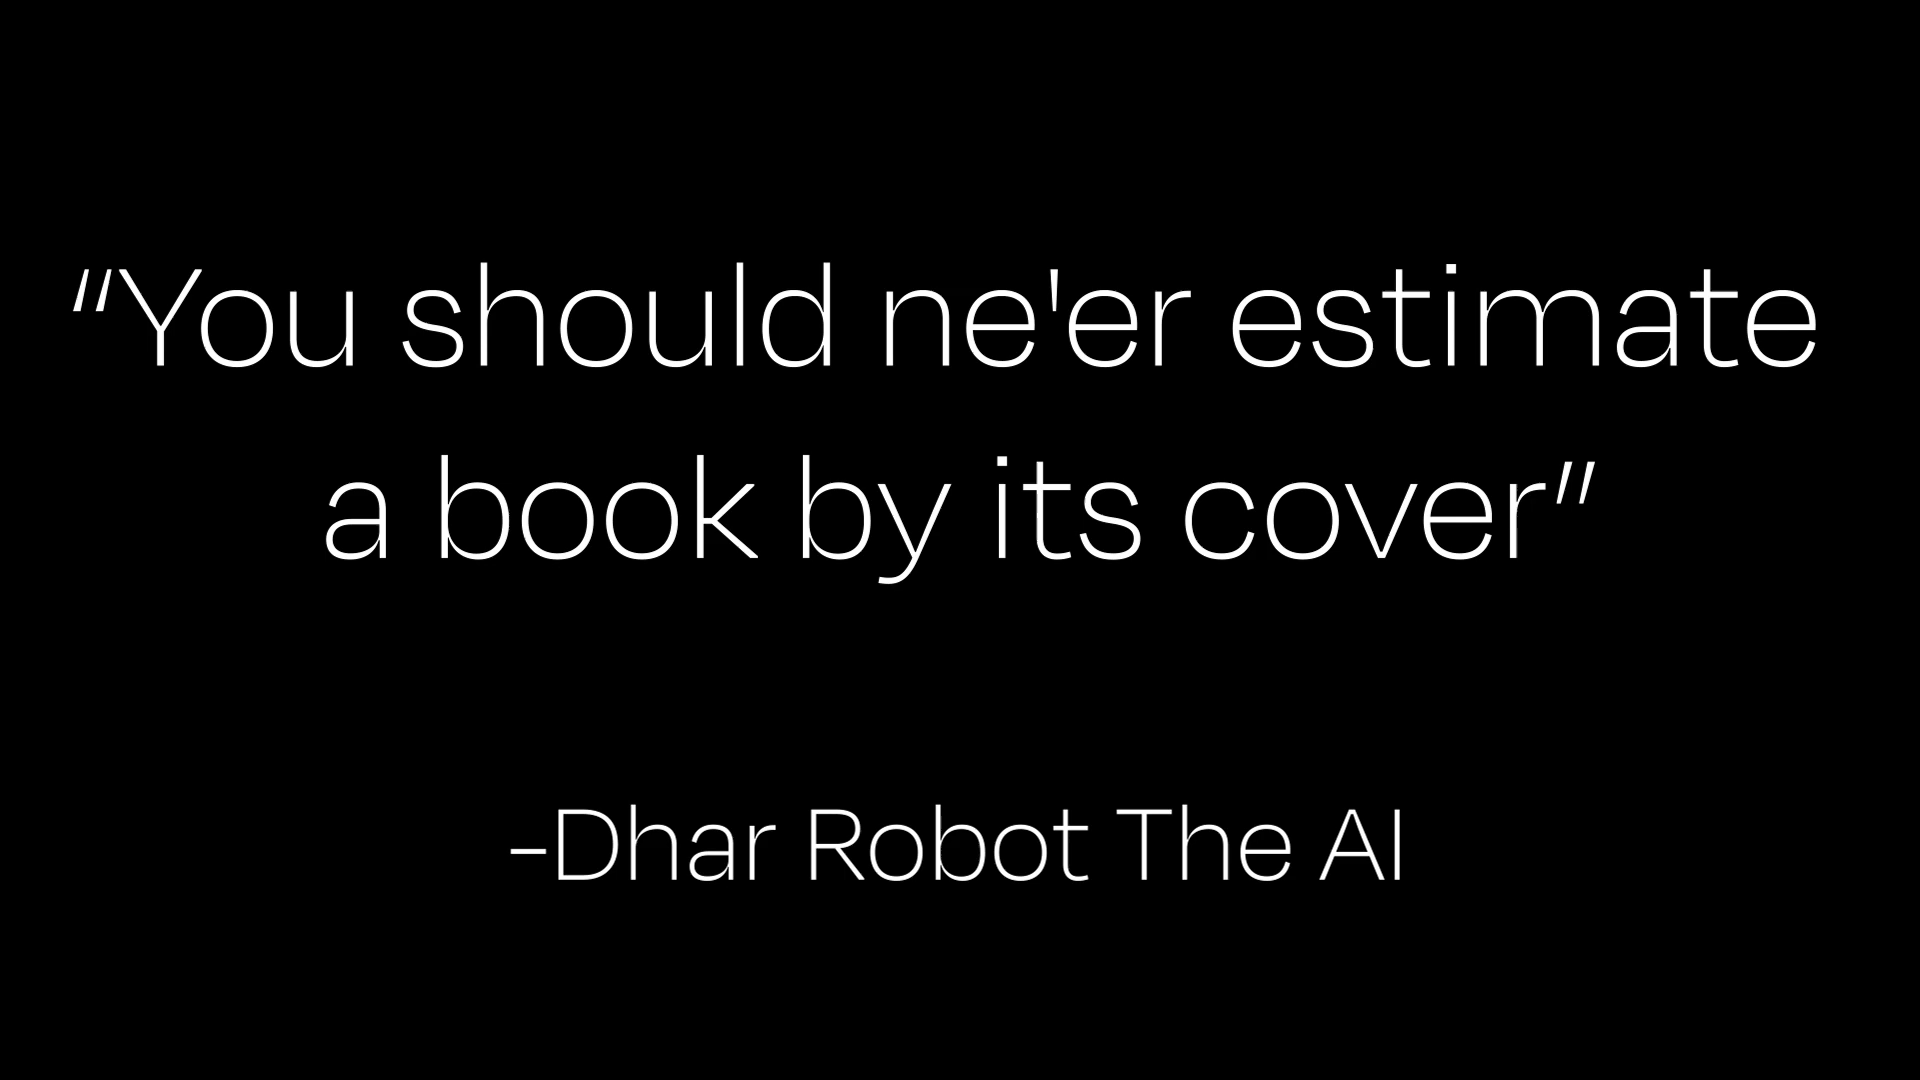 “You should ne'er estimate
a book by its cover”
-Dhar Robot The AI